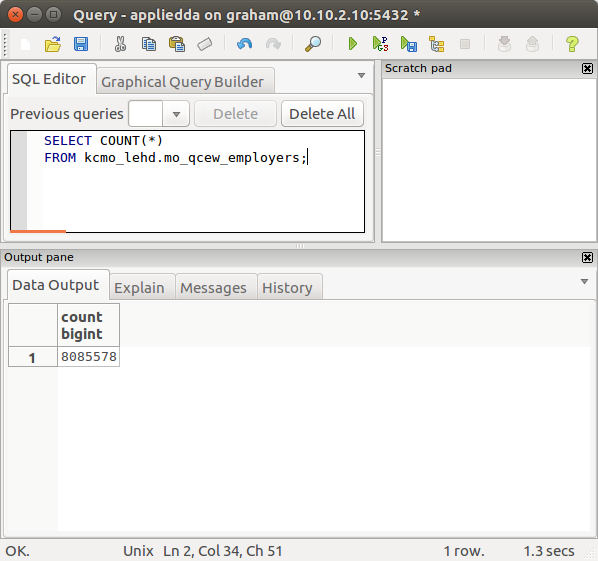 Query - appliedda on graham@10.10.2.10:5432 *
SQL Editor
Graphical Query Builder
Scratch pad
Previous queries
Delete
Delete All
SELECT COUNT(*)
FROM kcmo_lehd.mo_qcew_employers;
Output pane
Data Output
Explain
Messages
History
count
bigint
1
8085578
OK.
Unix
Ln 2, Col 34, Ch 51
1 row.
1.3 secs